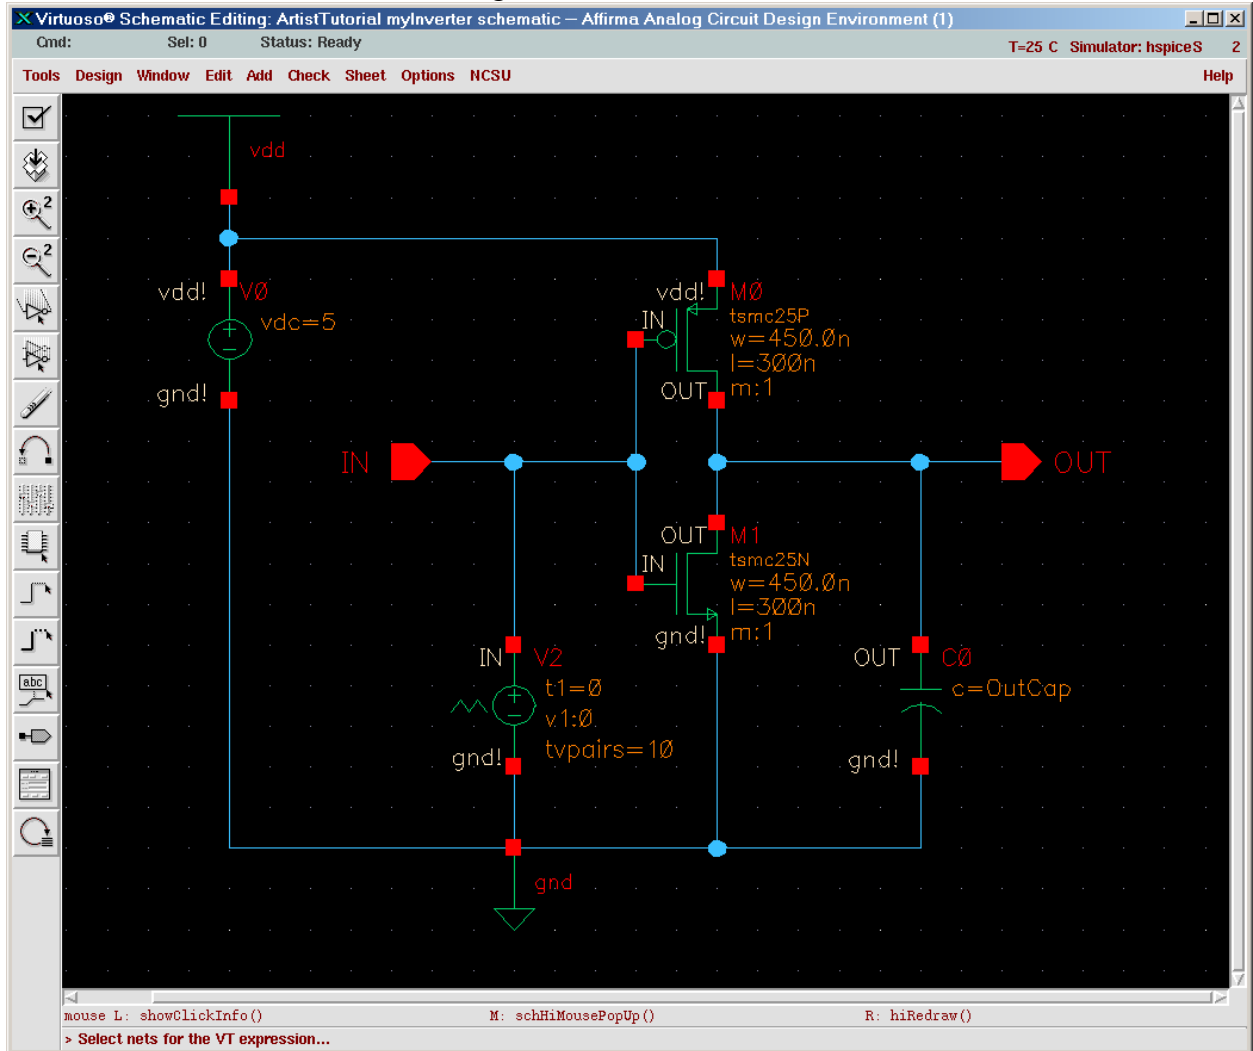 Virtuoso® Schematic Editing: ArtistTutorial myInverter schematic — Affirma Analog Circuit Design Environment (1)
Cmd: Sel: 0 Status: Ready T=25 C Simulator: hspiceS 2
Tools Design Window Edit Add Check Sheet Options NCSU Help
vdd
vdd! V0
vdc=5
gnd!
vdd! M0
IN tsmc25P
w=450.0n
l=300n
OUT m:1
IN
OUT
OUT M1
IN tsmc25N
w=450.0n
l=300n
gnd! m:1
IN V2
t1=0
v1:0
tvpairs=10
gnd!
OUT C0
c=OutCap
gnd!
gnd
2
2
abc
mouse L: showClickInfo() M: schHiMousePopUp() R: hiRedraw()
> Select nets for the VT expression...